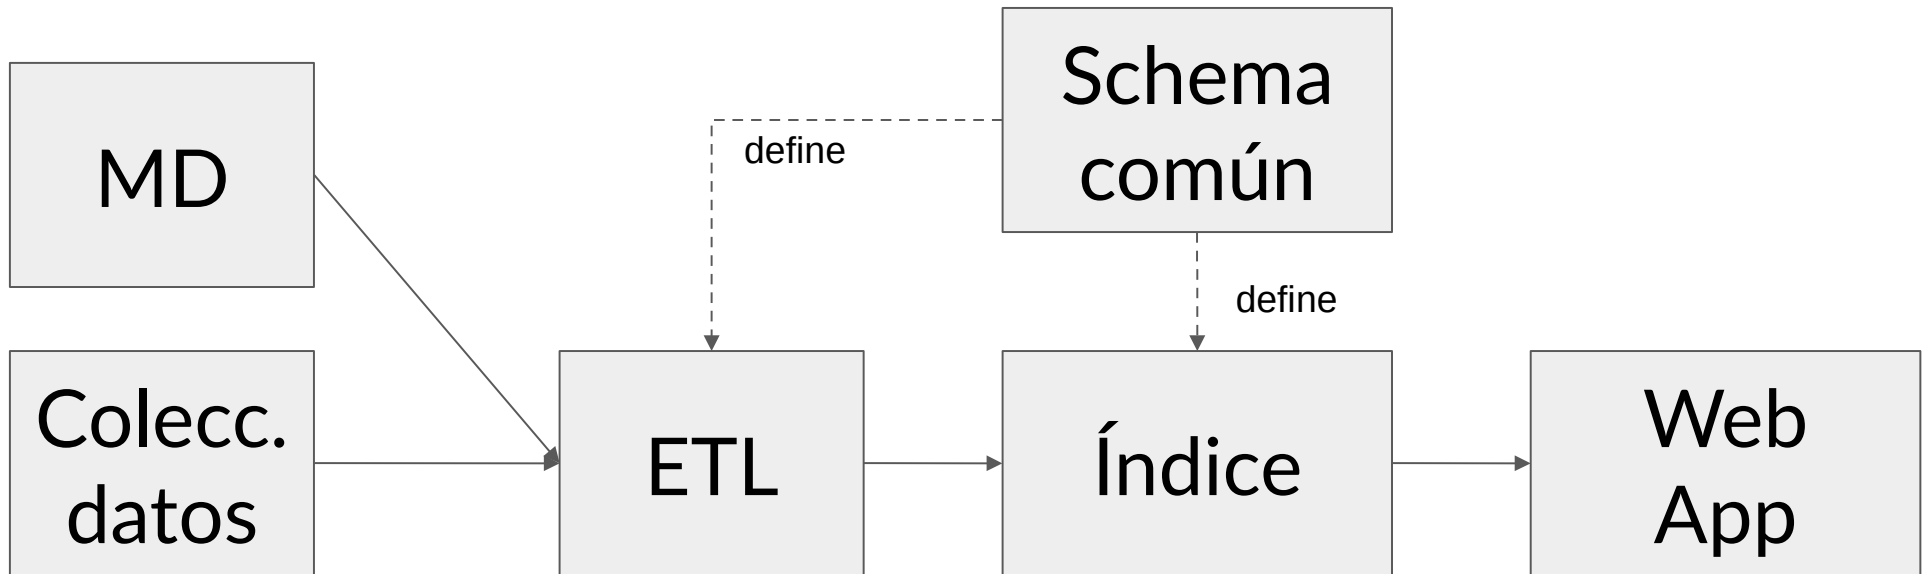 Schema
común
MD
define
define
Colecc.
datos
ETL
Índice
Web
App